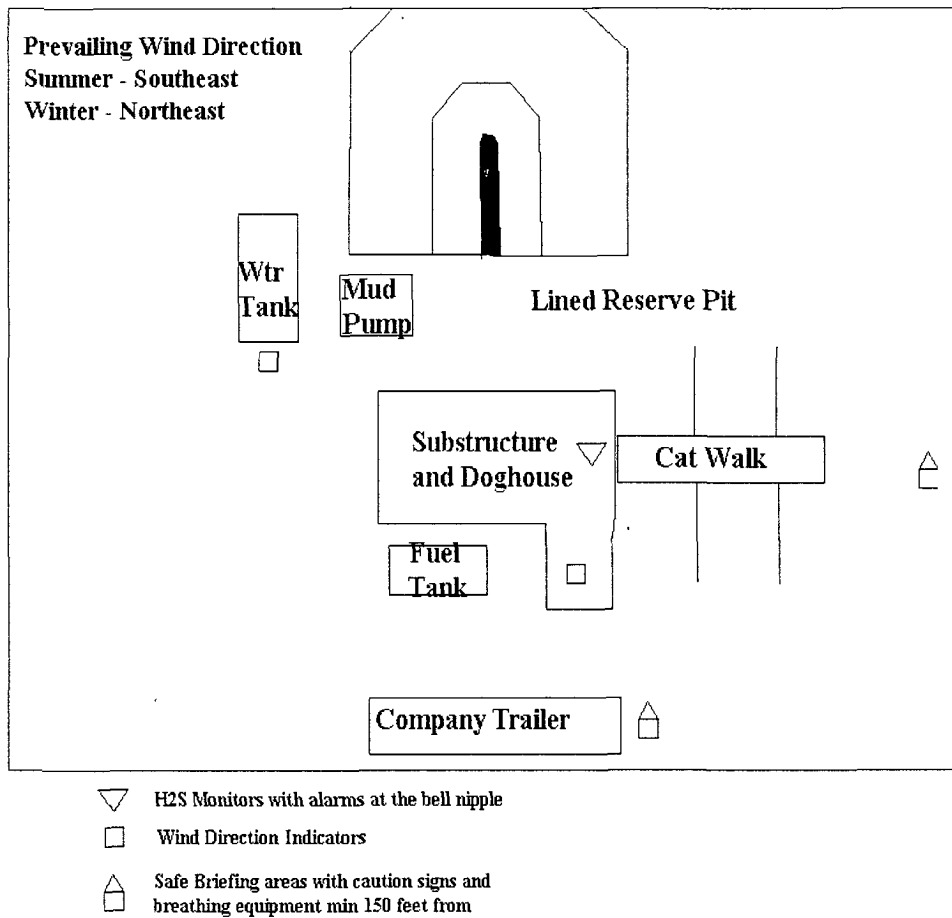 Prevailing Wind Direction
Summer - Southeast
Winter - Northeast
Wtr
Tank
Mud
Pump
Lined Reserve Pit
Substructure
and Doghouse
Cat Walk
Fuel
Tank
Company Trailer
H2S Monitors with alarms at the bell nipple
Wind Direction Indicators
Safe Briefing areas with caution signs and
breathing equipment min 150 feet from